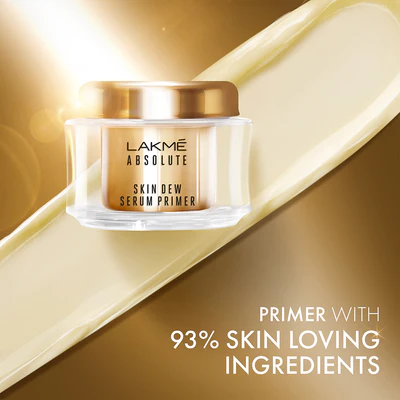 LAKMÉ
ABSOLUTE
SKIN DEW
SERUM PRIMER
PRIMER WITH
93% SKIN LOVING
INGREDIENTS